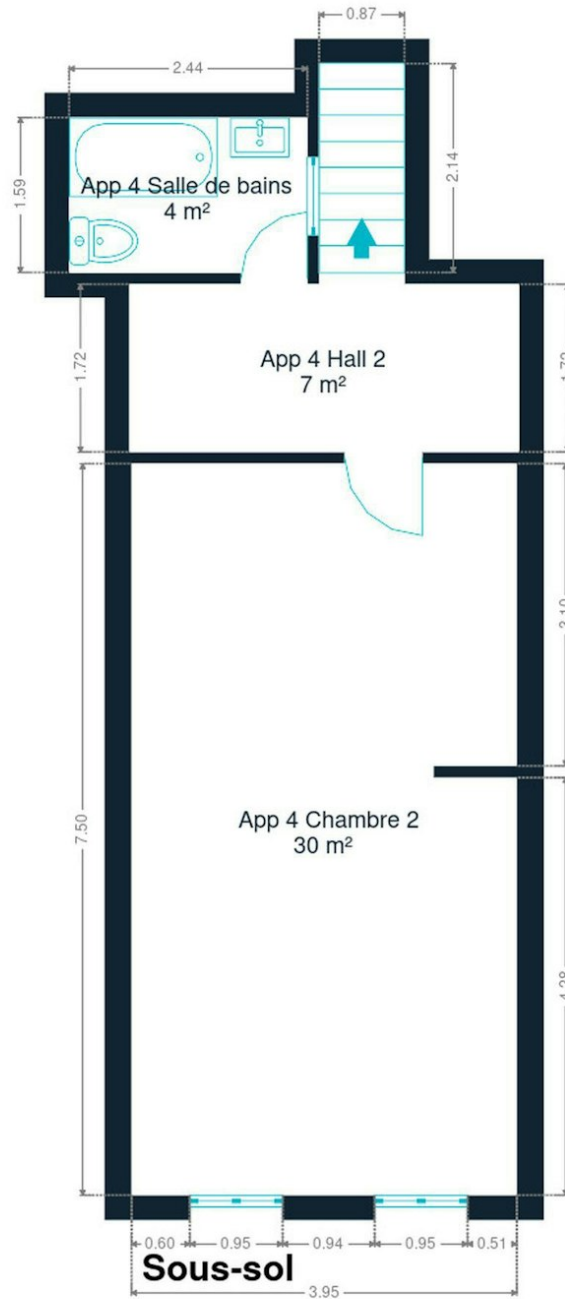 0.87
2.44
1.59
2.14
App 4 Salle de bains
4 m²
1.72
App 4 Hall 2
7 m²
7.50
App 4 Chambre 2
30 m²
0.60 0.95 0.94 0.95 0.51
Sous-sol
3.95